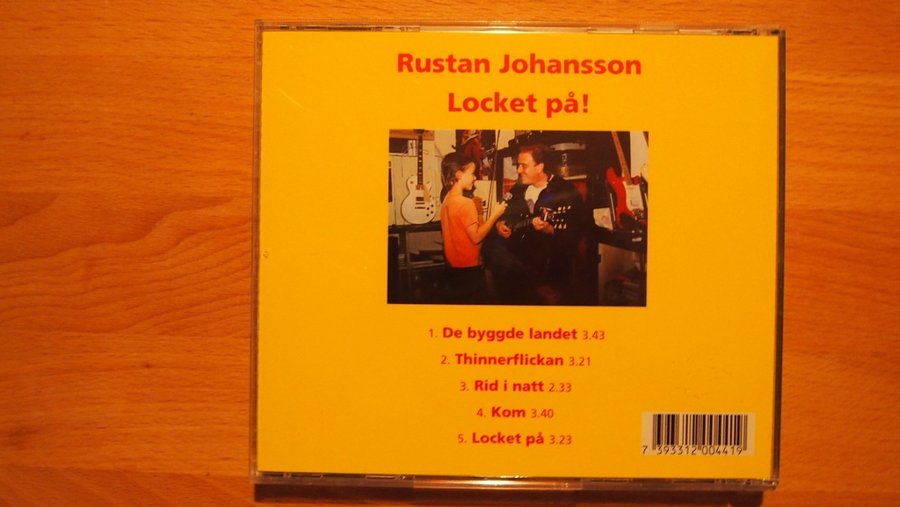 Rustan Johansson
Locket på!
1. De byggde landet 3.43
2. Thinnerflickan 3.21
3. Rid i natt 2.33
4. Kom 3.40
5. Locket på 3.23
7 393312 004419